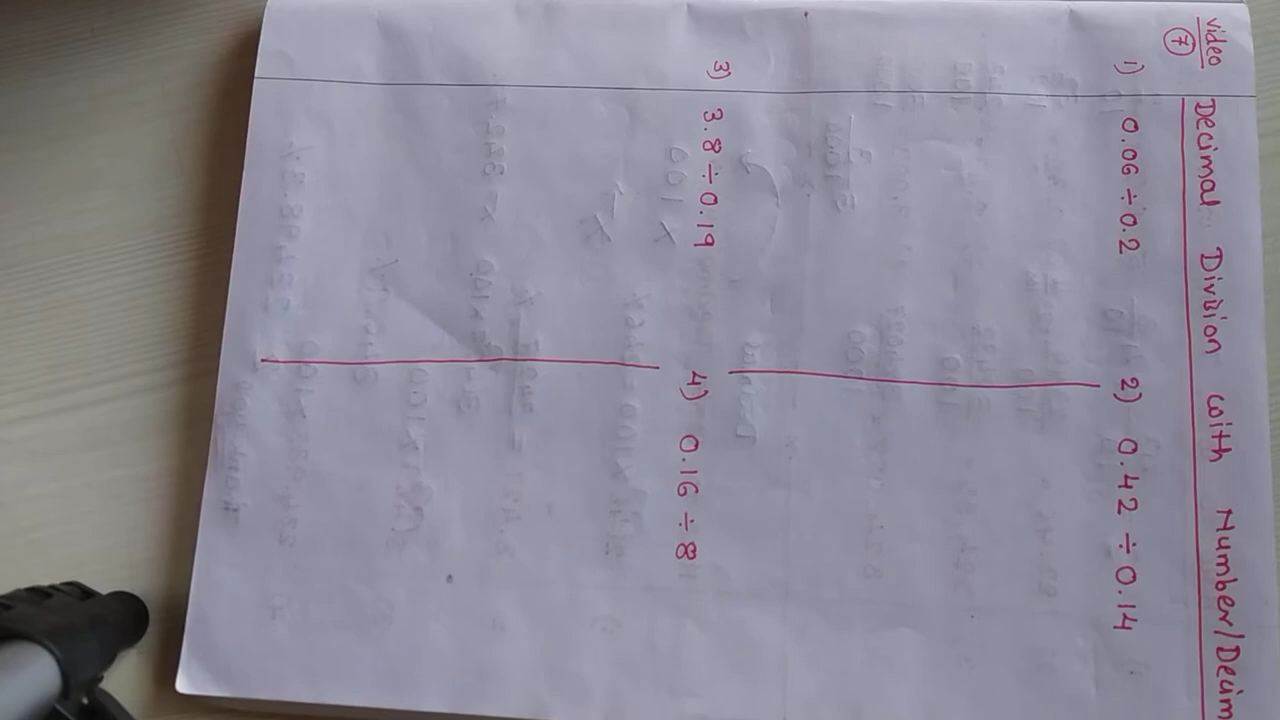 video
7
Decimal Division with Number/Decim
1) 0.06 ÷ 0.2
2) 0.42 ÷ 0.14
3) 3.8 ÷ 0.19
4) 0.16 ÷ 8